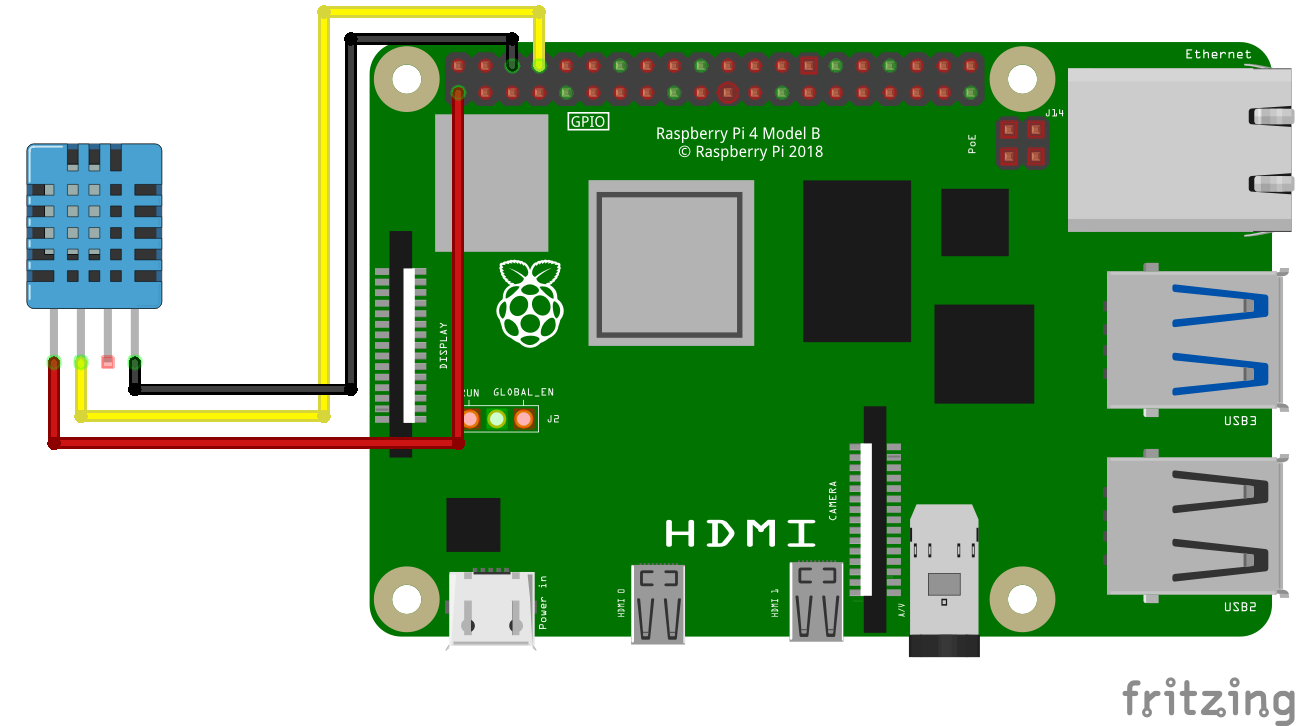 Ethernet
J14
GPIO
Raspberry Pi 4 Model B
© Raspberry Pi 2018
PoE
DISPLAY
GLOBAL_EN
J2
USB3
CAMERA
HDMI
Power in
HDMI 0
HDMI 1
A/V
USB2
fritzing